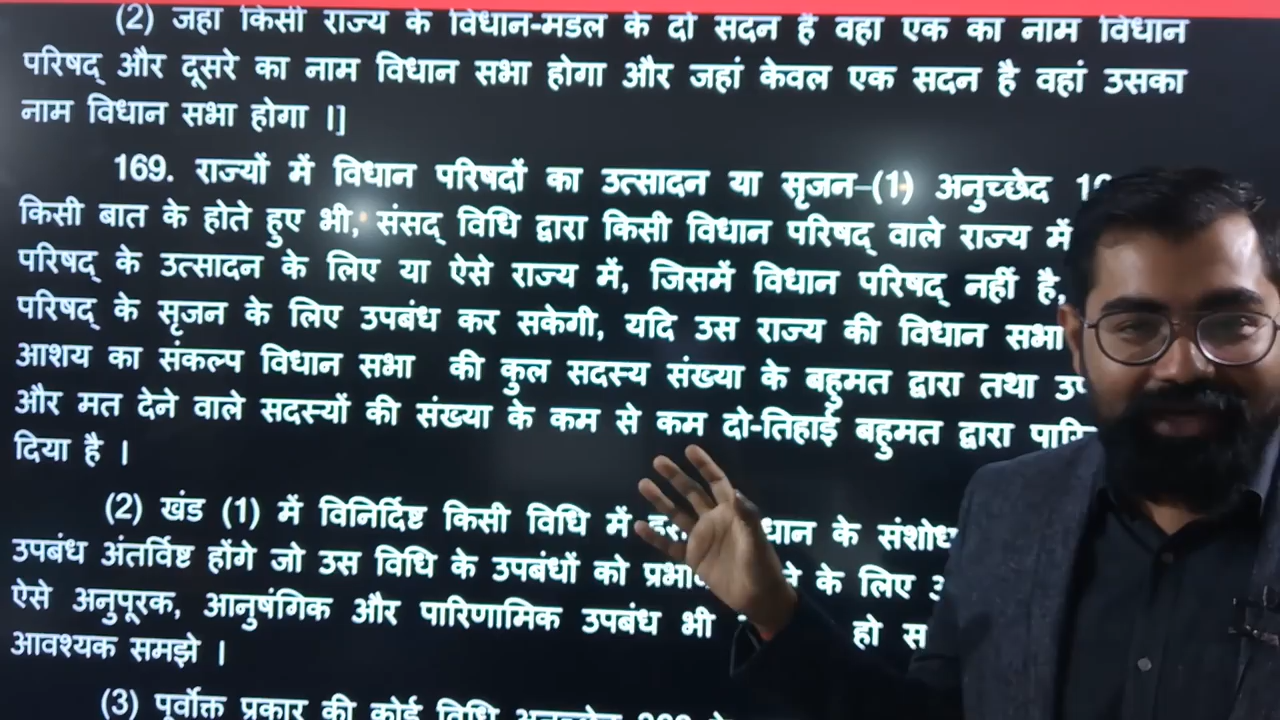 (2) जहां किसी राज्य के विधान-मंडल के दो सदन हैं वहां एक का नाम विधान
परिषद् और दूसरे का नाम विधान सभा होगा और जहां केवल एक सदन है वहां उसका
नाम विधान सभा होगा ।]
169. राज्यों में विधान परिषदों का उत्सादन या सृजन–(1) अनुच्छेद
किसी बात के होते हुए भी, संसद् विधि द्वारा किसी विधान परिषद् वाले राज्य में
परिषद् के उत्सादन के लिए या ऐसे राज्य में, जिसमें विधान परिषद् नहीं है,
परिषद् के सृजन के लिए उपबंध कर सकेगी, यदि उस राज्य की विधान सभा
आशय का संकल्प विधान सभा की कुल सदस्य संख्या के बहुमत द्वारा तथा
और मत देने वाले सदस्यों की संख्या के कम से कम दो-तिहाई बहुमत द्वारा
दिया है ।
(2) खंड (1) में विनिर्दिष्ट किसी विधि में के
उपबंध अंतर्विष्ट होंगे जो उस विधि के उपबंधों को के लिए
ऐसे अनुपूरक, आनुषंगिक और पारिणामिक उपबंध भी हो
आवश्यक समझे ।
(3) पूर्वोक्त प्रकार की कोई विधि अनुच्छेद